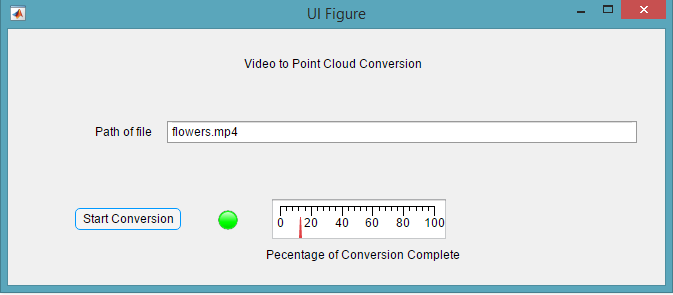 UI Figure
Video to Point Cloud Conversion
Path of file flowers.mp4
Start Conversion
0 20 40 60 80 100
Pecentage of Conversion Complete